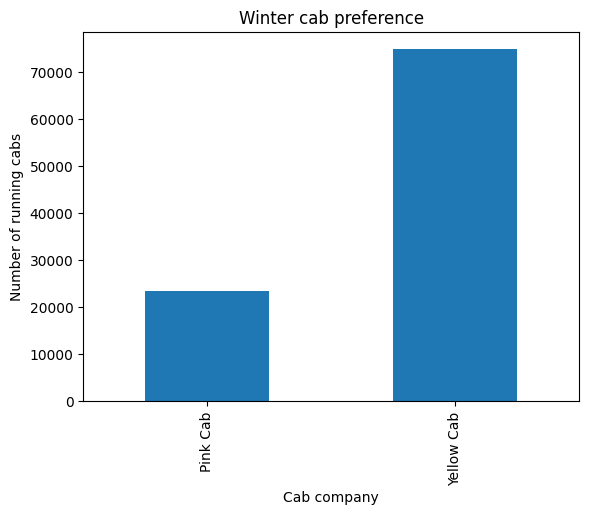 Winter cab preference
Number of running cabs
70000
60000
50000
40000
30000
20000
10000
0
Pink Cab
Yellow Cab
Cab company